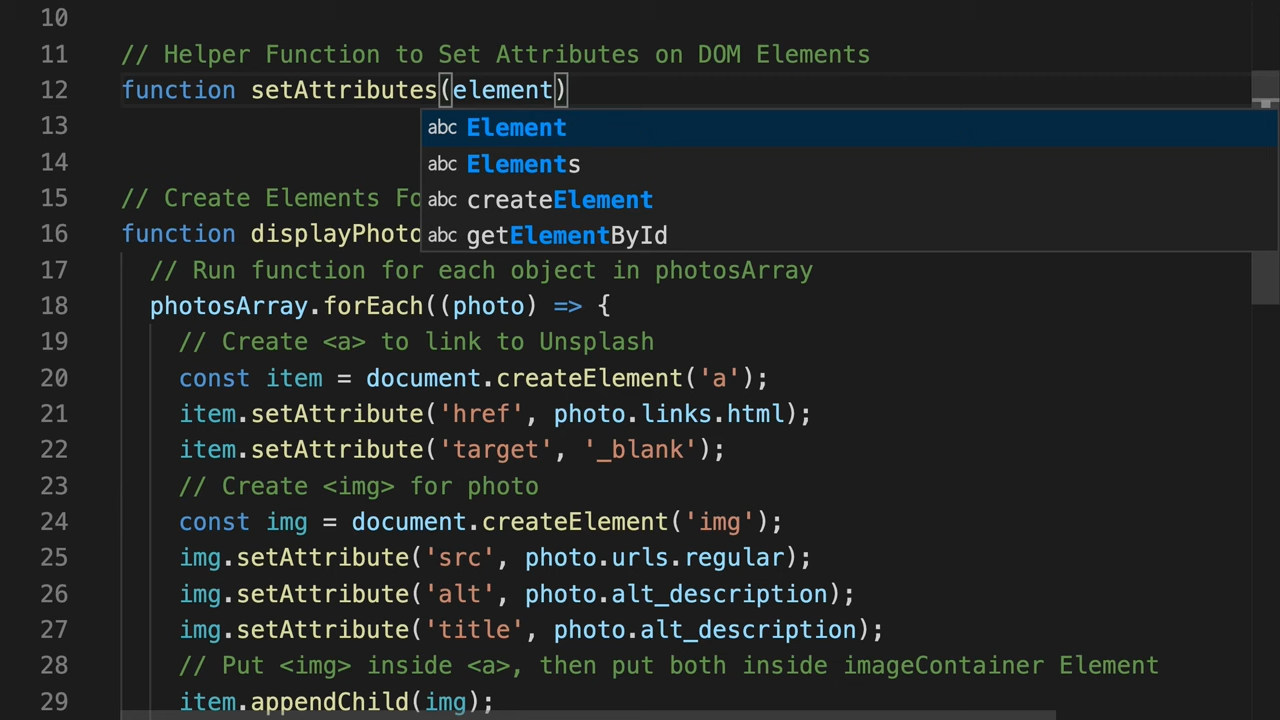 10
11 // Helper Function to Set Attributes on DOM Elements
12 function setAttributes(element)
13 abc Element
14 abc Elements
15 // Create Elements Fo abc createElement
16 function displayPhoto abc getElementById
17 // Run function for each object in photosArray
18 photosArray.forEach((photo) => {
19 // Create <a> to link to Unsplash
20 const item = document.createElement('a');
21 item.setAttribute('href', photo.links.html);
22 item.setAttribute('target', '_blank');
23 // Create <img> for photo
24 const img = document.createElement('img');
25 img.setAttribute('src', photo.urls.regular);
26 img.setAttribute('alt', photo.alt_description);
27 img.setAttribute('title', photo.alt_description);
28 // Put <img> inside <a>, then put both inside imageContainer Element
29 item.appendChild(img);